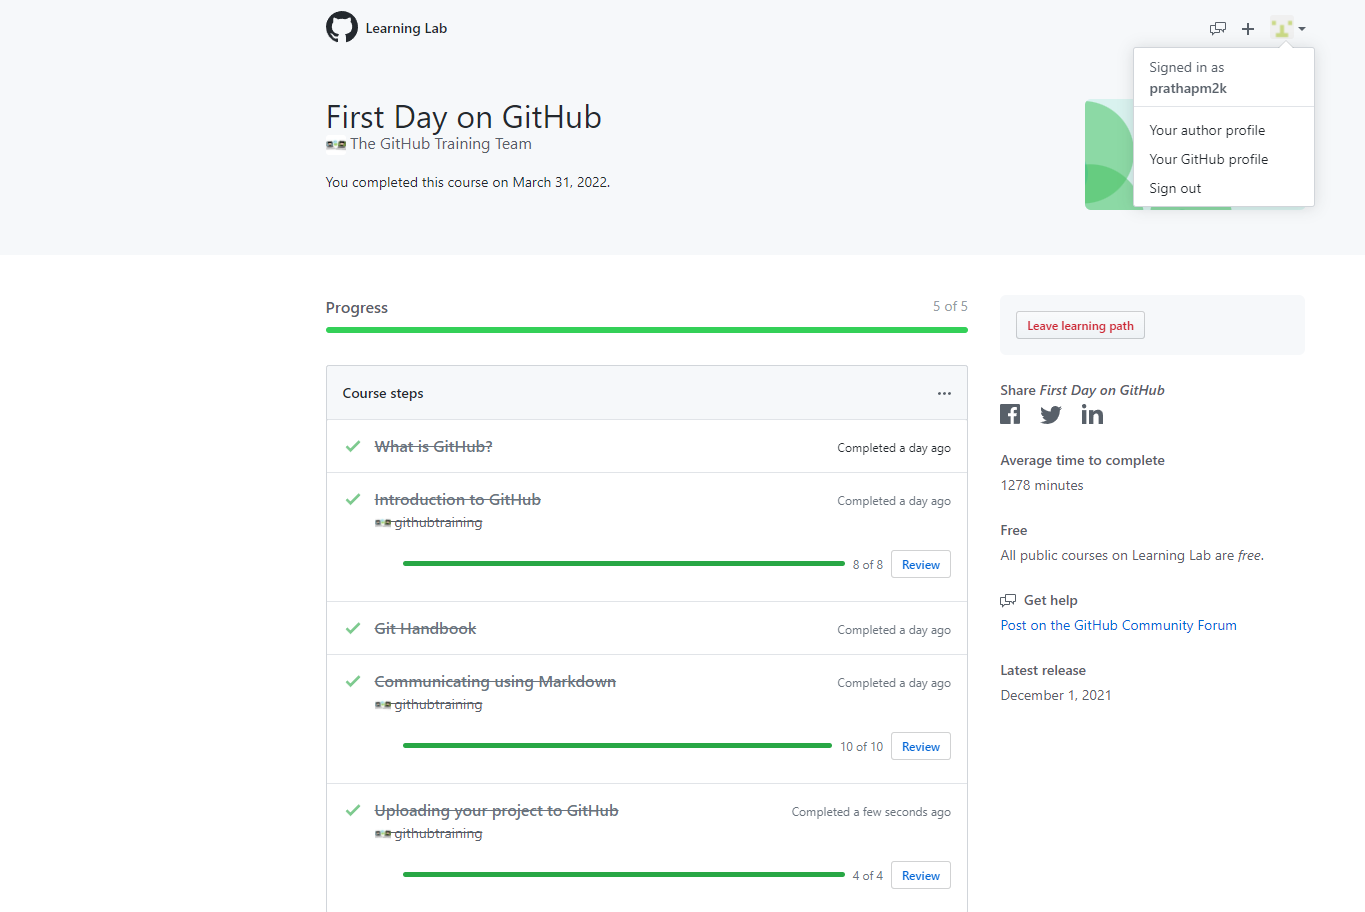 Learning Lab
Signed in as
prathapm2k
Your author profile
Your GitHub profile
Sign out
First Day on GitHub
The GitHub Training Team
You completed this course on March 31, 2022.
Progress
5 of 5
Course steps
What is GitHub?
Completed a day ago
Introduction to GitHub
Completed a day ago
githubtraining
8 of 8
Review
Git Handbook
Completed a day ago
Communicating using Markdown
Completed a day ago
githubtraining
10 of 10
Review
Uploading your project to GitHub
Completed a few seconds ago
githubtraining
4 of 4
Review
Leave learning path
Share First Day on GitHub
Average time to complete
1278 minutes
Free
All public courses on Learning Lab are free.
Get help
Post on the GitHub Community Forum
Latest release
December 1, 2021